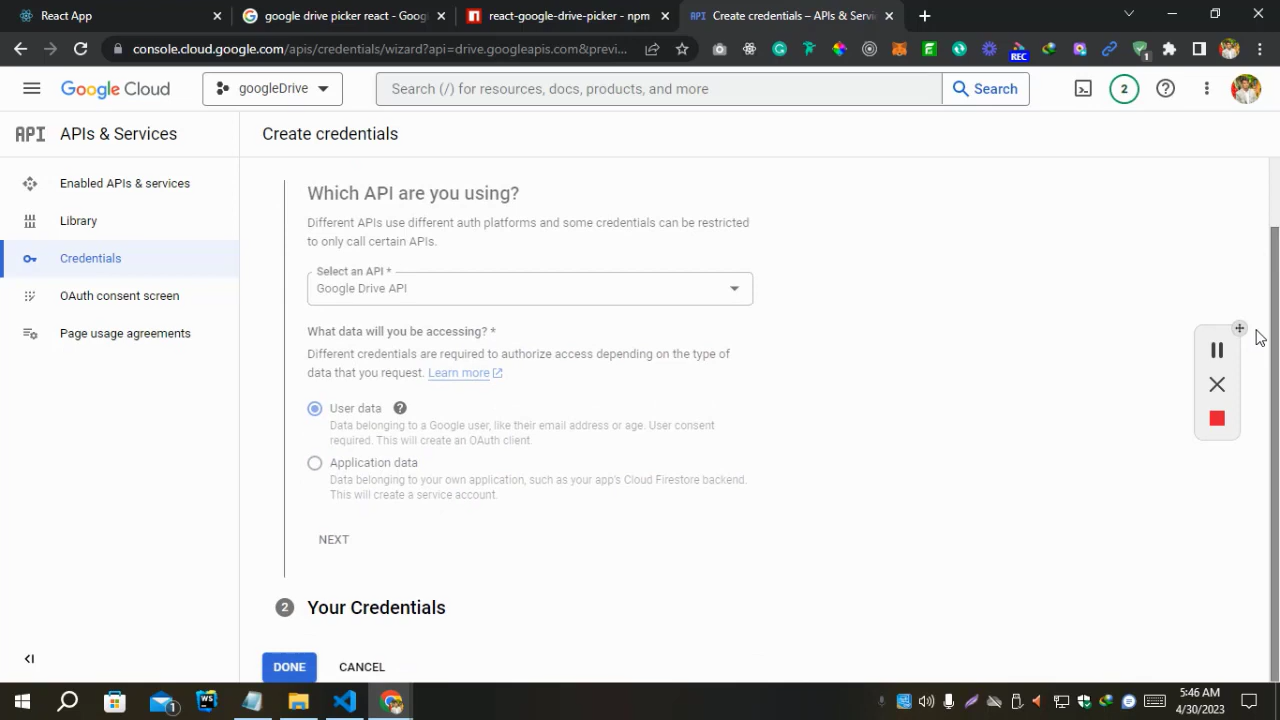 React App
google drive picker react - Goog
react-google-drive-picker - npm
API Create credentials – APIs & Servi
console.cloud.google.com/apis/credentials/wizard?api=drive.googleapis.com&previ...
REC
1
Google Cloud
googleDrive
Search (/) for resources, docs, products, and more
Search
2
API APIs & Services
Create credentials
Enabled APIs & services
Library
Credentials
OAuth consent screen
Page usage agreements
Which API are you using?
Different APIs use different auth platforms and some credentials can be restricted
to only call certain APIs.
Select an API *
Google Drive API
What data will you be accessing? *
Different credentials are required to authorize access depending on the type
of data that you request. Learn more
User data
Data belonging to a Google user, like their email address or age. User consent
required. This will create an OAuth client.
Application data
Data belonging to your own application, such as your app's Cloud Firestore backend.
This will create a service account.
NEXT
2 Your Credentials
DONE
CANCEL
1
WS
5:46 AM
4/30/2023